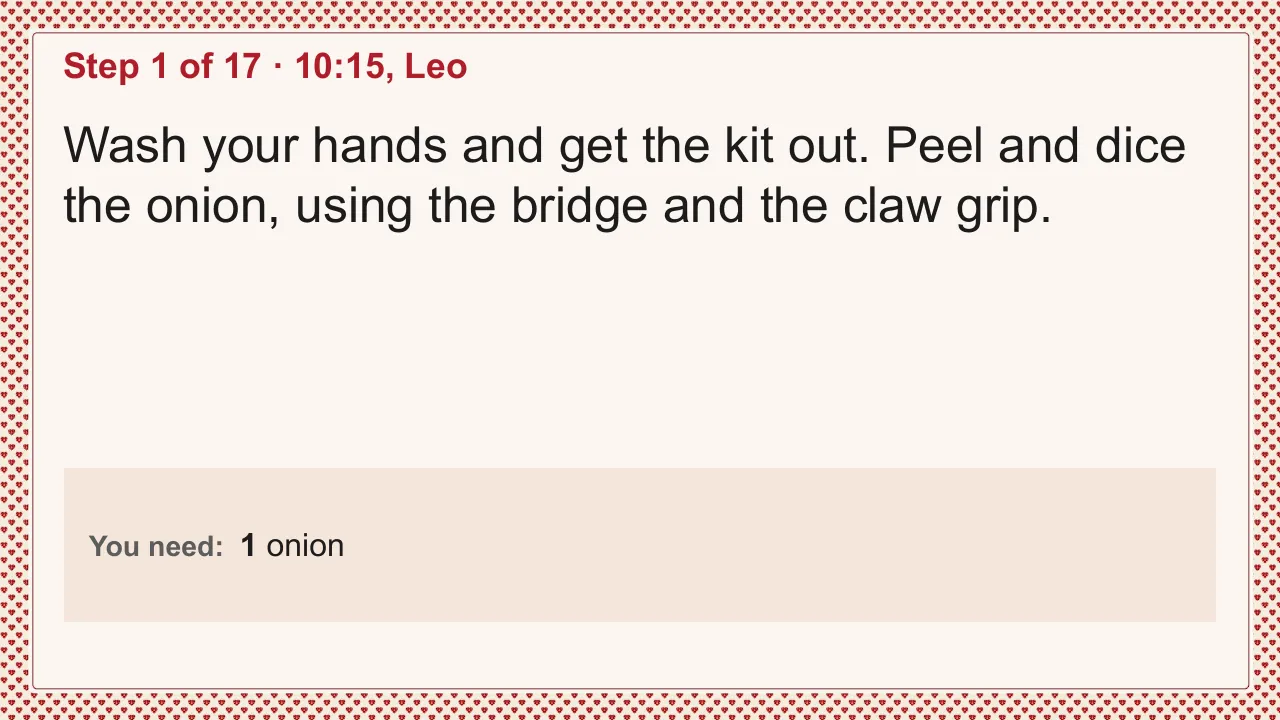 Step 1 of 17 · 10:15, Leo
Wash your hands and get the kit out. Peel and dice
the onion, using the bridge and the claw grip.
You need: 1 onion